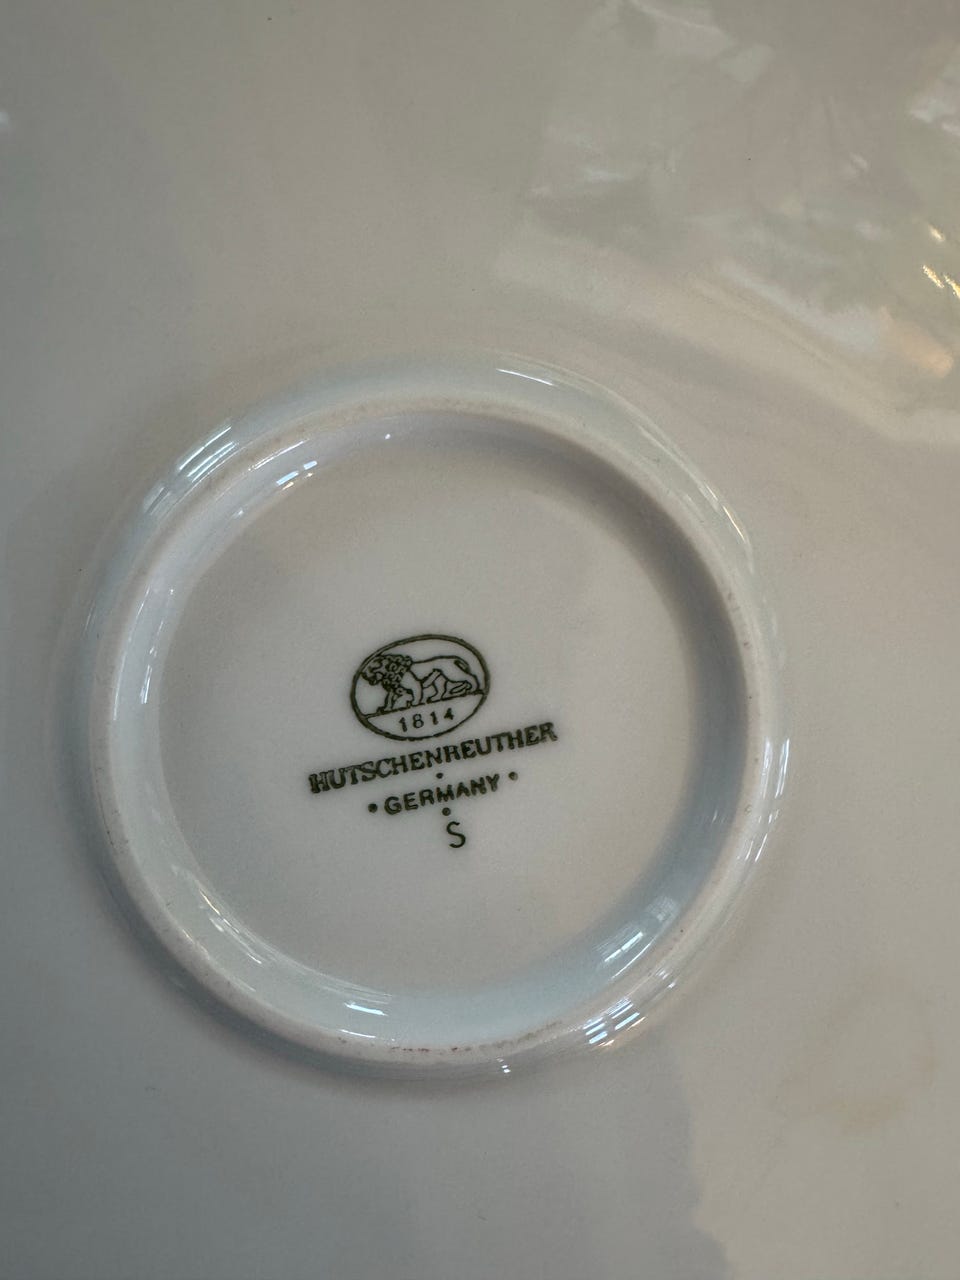 1814
HUTSCHENREUTHER
• GERMANY •
S